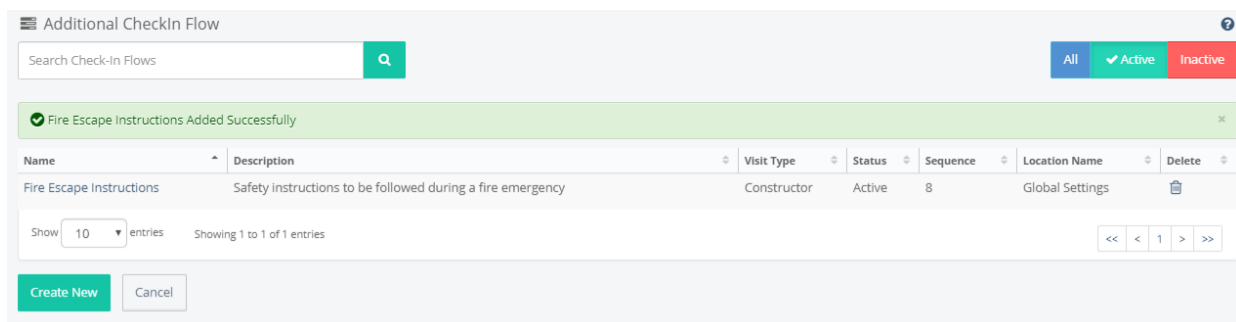 Additional CheckIn Flow
Search Check-In Flows
All Active Inactive
Fire Escape Instructions Added Successfully
Name Description Visit Type Status Sequence Location Name Delete
Fire Escape Instructions Safety instructions to be followed during a fire emergency Constructor Active 8 Global Settings
Show 10 entries Showing 1 to 1 of 1 entries << < 1 > >>
Create New Cancel